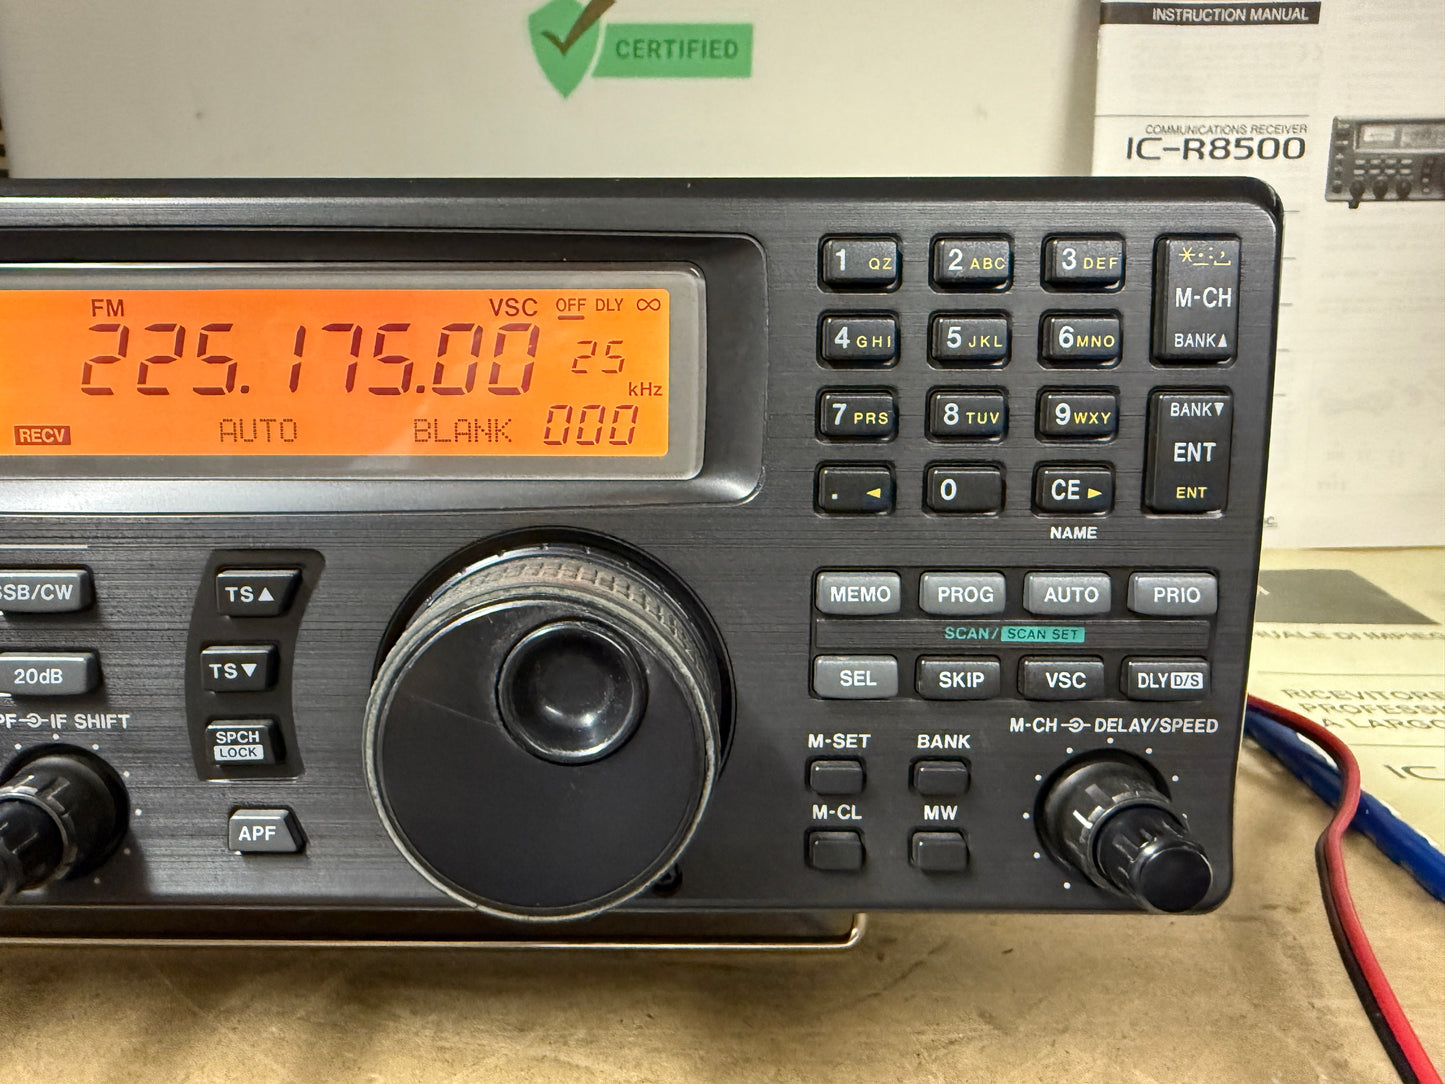 CERTIFIED
INSTRUCTION MANUAL
COMMUNICATIONS RECEIVER
IC-R8500
FM VSC OFF DLY ∞
225.175.00 25 kHz
RECV AUTO BLANK 000
1 QZ 2 ABC 3 DEF
M-CH
BANK▲
4 GHI 5 JKL 6 MNO
7 PRS 8 TUV 9 WXY
BANK▼
ENT
ENT
. ◄ 0 CE ►
NAME
SSB/CW TS▲
MEMO PROG AUTO PRIO
SCAN/SCAN SET
20dB TS▼
SEL SKIP VSC DLY D/S
IF SHIFT
SPCH
LOCK
M-CH DELAY/SPEED
M-SET BANK
M-CL MW
APF
RICEVITORE
PROFESS
A LARGO
IC